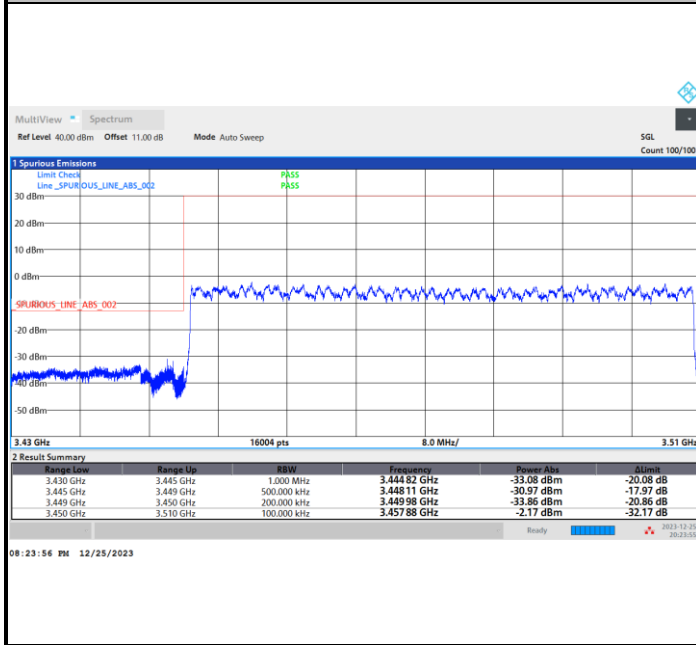 MultiView Spectrum
Ref Level 40.00 dBm Offset 11.00 dB Mode Auto Sweep SGL
Count 100/100
1 Spurious Emissions
Limit Check PASS
Line _SPURIOUS_LINE_ABS_002 PASS
30 dBm
20 dBm
10 dBm
0 dBm
SPURIOUS_LINE_ABS_002
-20 dBm
-30 dBm
-40 dBm
-50 dBm
3.43 GHz 16004 pts 8.0 MHz/ 3.51 GHz
2 Result Summary
Range Low Range Up RBW Frequency Power Abs ΔLimit
3.430 GHz 3.445 GHz 1.000 MHz 3.444 82 GHz -33.08 dBm -20.08 dB
3.445 GHz 3.449 GHz 500.000 kHz 3.448 11 GHz -30.97 dBm -17.97 dB
3.449 GHz 3.450 GHz 200.000 kHz 3.449 98 GHz -33.86 dBm -20.86 dB
3.450 GHz 3.510 GHz 100.000 kHz 3.457 88 GHz -2.17 dBm -32.17 dB
Ready 2023-12-25
20:23:55
08:23:56 PM 12/25/2023